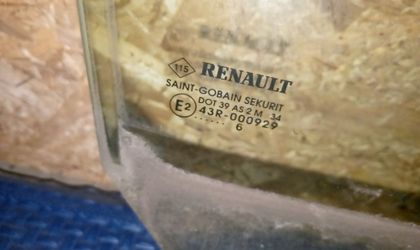 115 RENAULT
SAINT-GOBAIN SEKURIT
DOT 39 AS 2 M 34
E2 43R-000929
...... 6